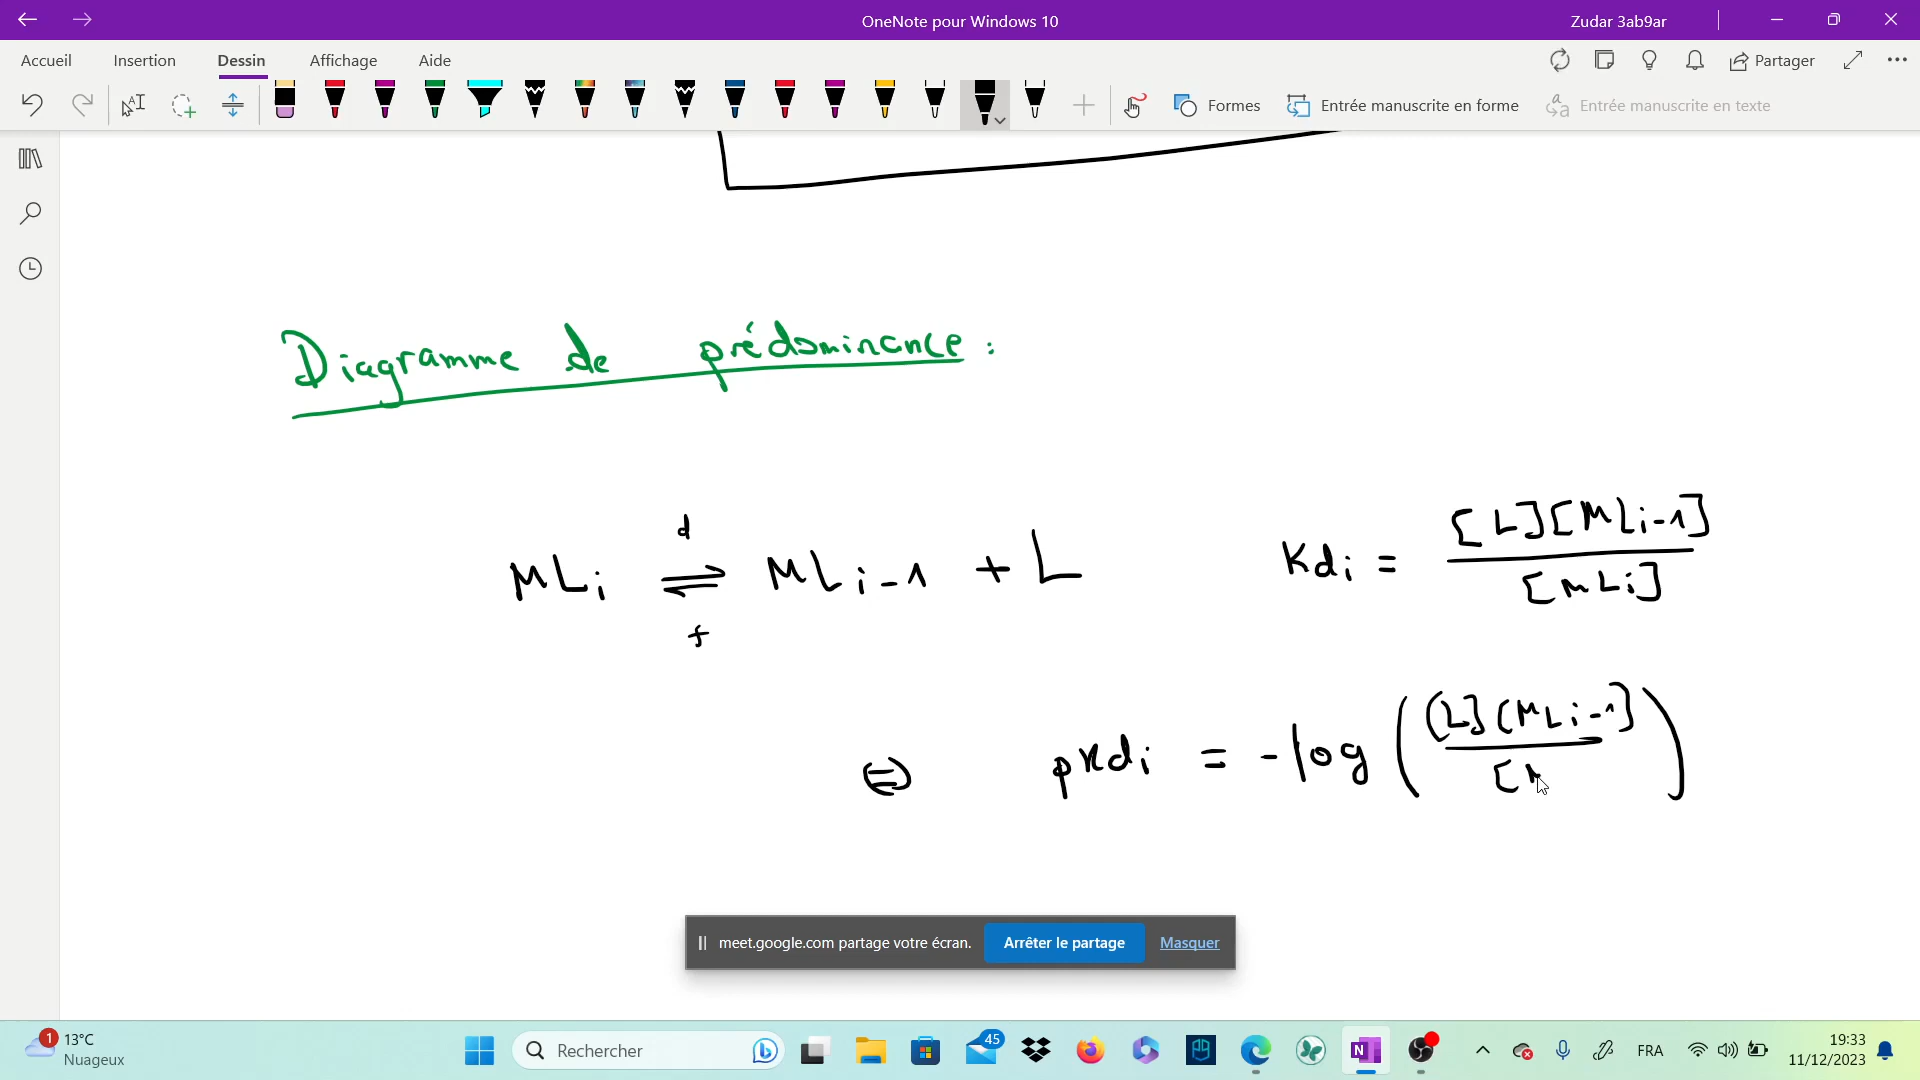 OneNote pour Windows 10
Zudar 3ab9ar
Accueil Insertion Dessin Affichage Aide
Partager
Formes Entrée manuscrite en forme Entrée manuscrite en texte
Diagramme de prédominance :
d
MLi ⇌ MLi-1 + L
f
Kdi = [L][MLi-1] / [MLi]
⇔ pKdi = -log ([L][MLi-1] / [M
meet.google.com partage votre écran. Arrêter le partage Masquer
1 13°C
Nuageux
Rechercher
45
FRA
19:33
11/12/2023